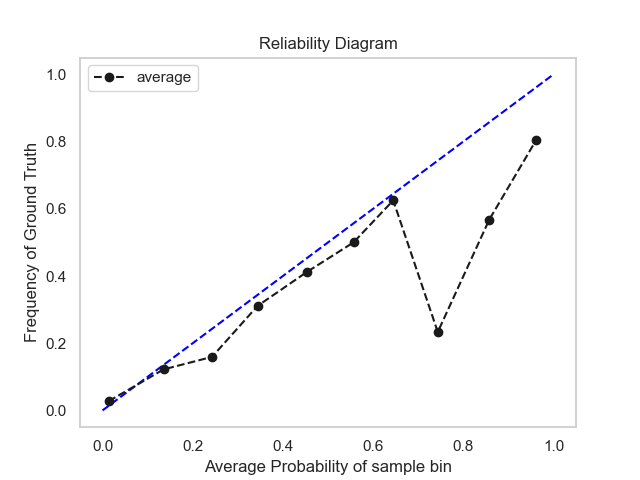 Reliability Diagram
average
1.0
0.8
0.6
0.4
0.2
0.0
Frequency of Ground Truth
0.0 0.2 0.4 0.6 0.8 1.0
Average Probability of sample bin